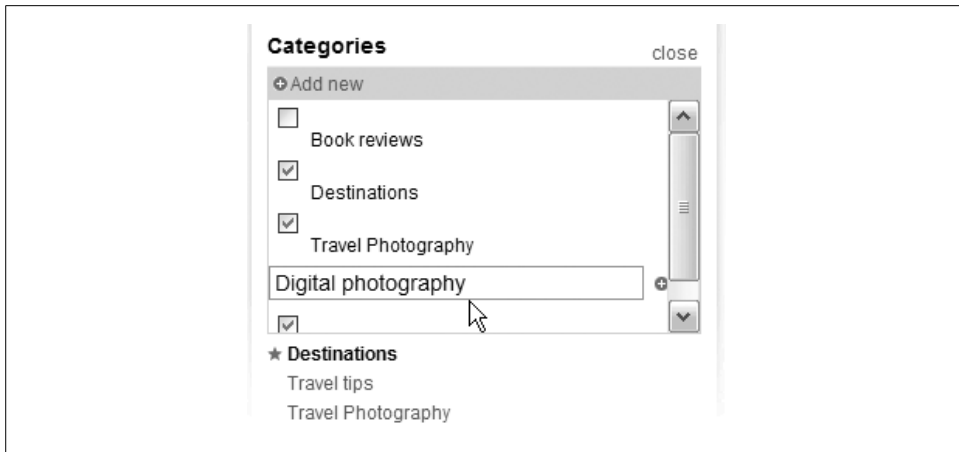 Categories
close
Add new
Book reviews
Destinations
Travel Photography
Digital photography
Destinations
Travel tips
Travel Photography